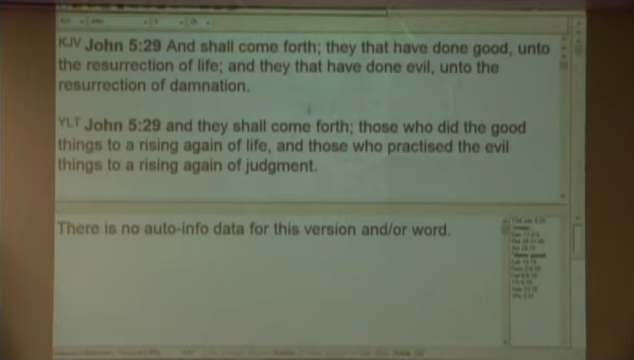 KJV John 5:29 And shall come forth; they that have done good, unto
the resurrection of life; and they that have done evil, unto the
resurrection of damnation.
YLT John 5:29 and they shall come forth; those who did the good
things to a rising again of life, and those who practised the evil
things to a rising again of judgment.
There is no auto-info data for this version and/or word.